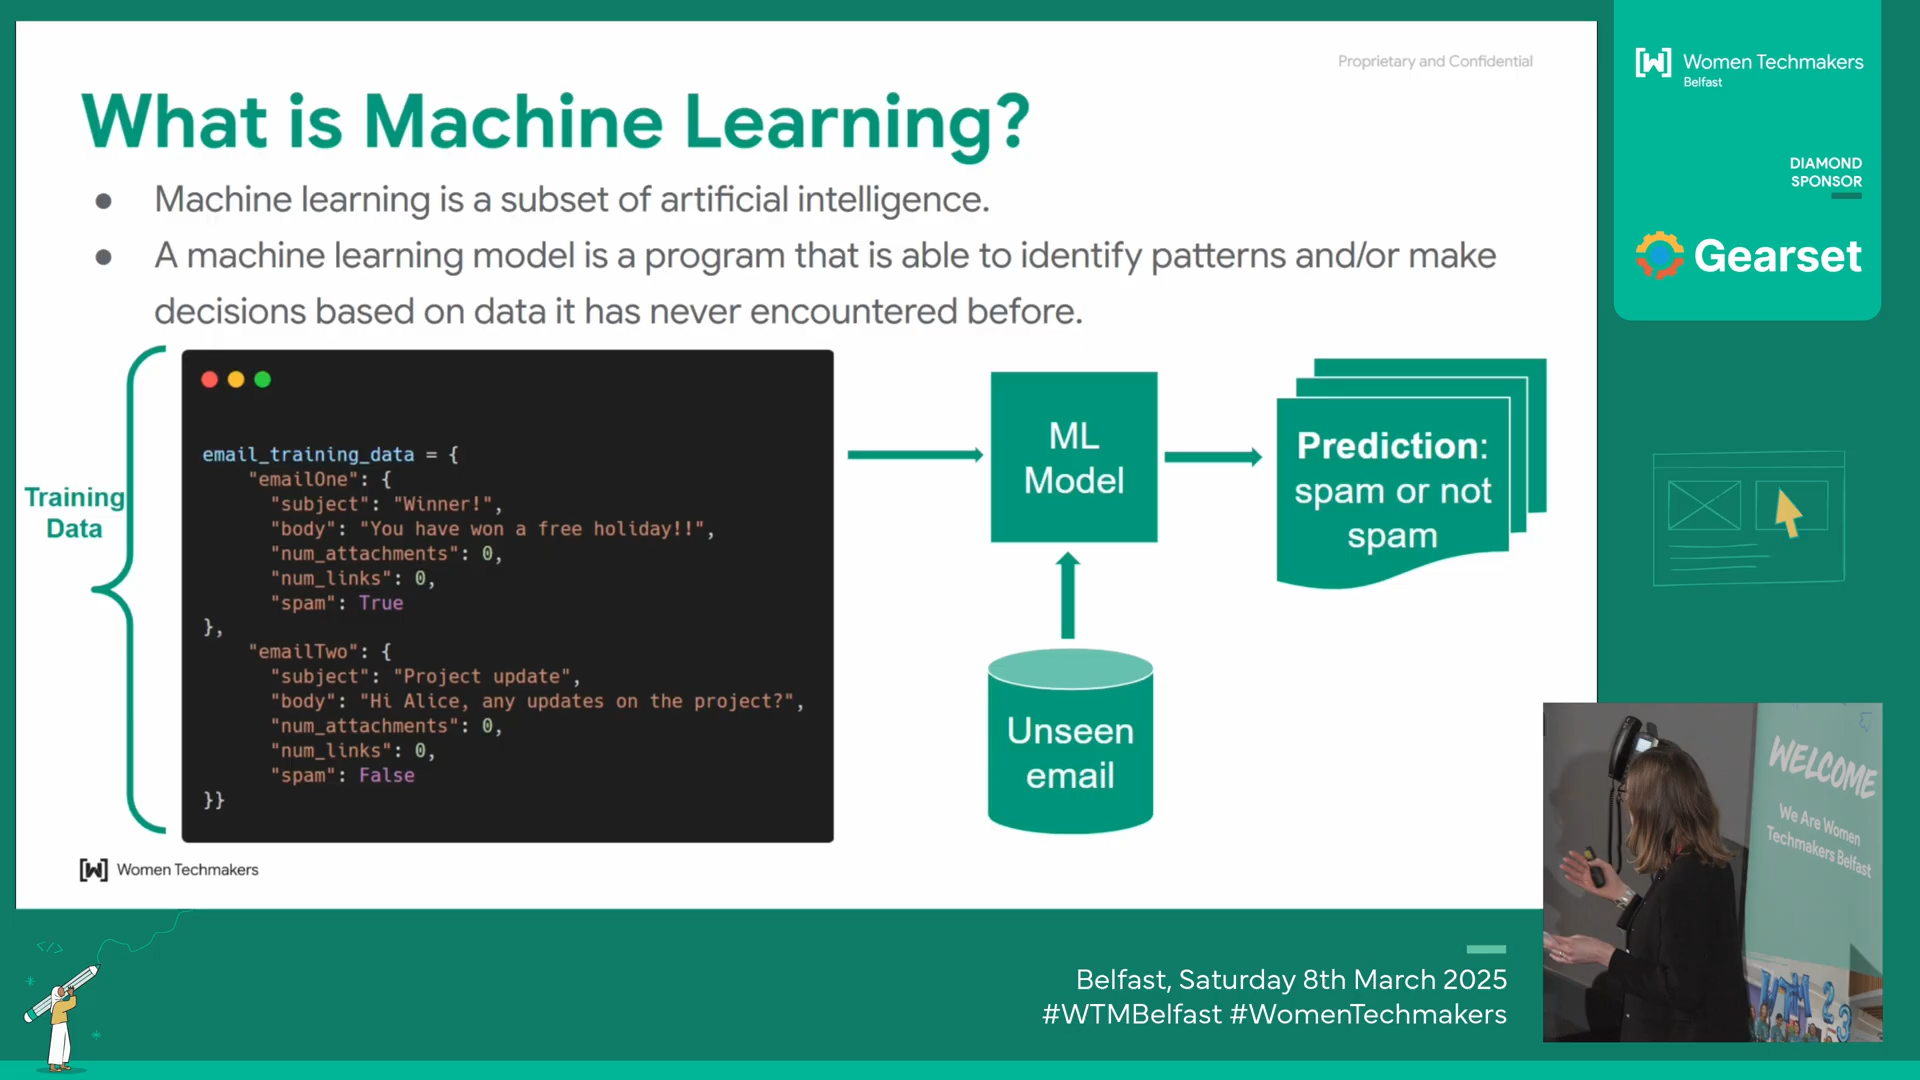 Proprietary and Confidential
What is Machine Learning?
● Machine learning is a subset of artificial intelligence.
● A machine learning model is a program that is able to identify patterns and/or make
decisions based on data it has never encountered before.
Training
Data
email_training_data = {
"emailOne": {
"subject": "Winner!",
"body": "You have won a free holiday!!",
"num_attachments": 0,
"num_links": 0,
"spam": True
},
"emailTwo": {
"subject": "Project update",
"body": "Hi Alice, any updates on the project?",
"num_attachments": 0,
"num_links": 0,
"spam": False
}}
ML
Model
Prediction:
spam or not
spam
Unseen
email
[W] Women Techmakers
[W] Women Techmakers
Belfast
DIAMOND
SPONSOR
Gearset
</>
WELCOME
We Are Women
Techmakers Belfast
WTM
Belfast, Saturday 8th March 2025
#WTMBelfast #WomenTechmakers